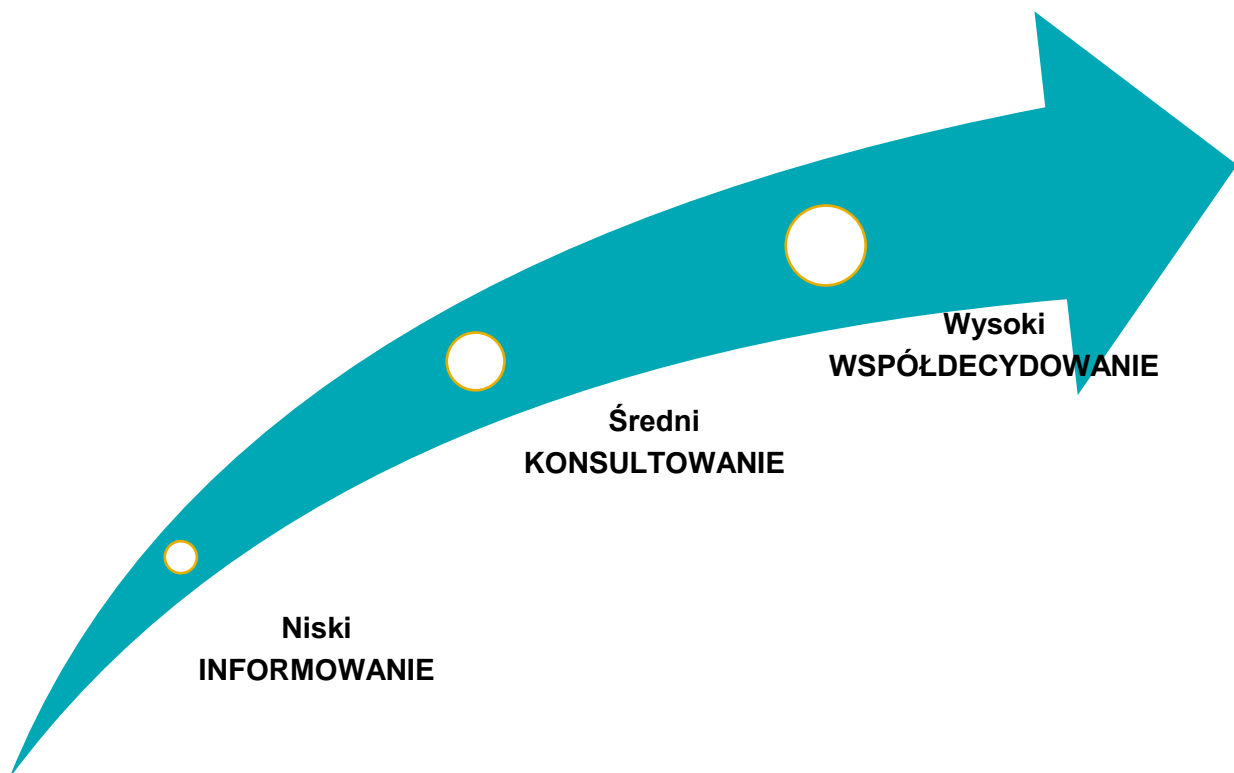 Wysoki
WSPÓŁDECYDOWANIE
Średni
KONSULTOWANIE
Niski
INFORMOWANIE